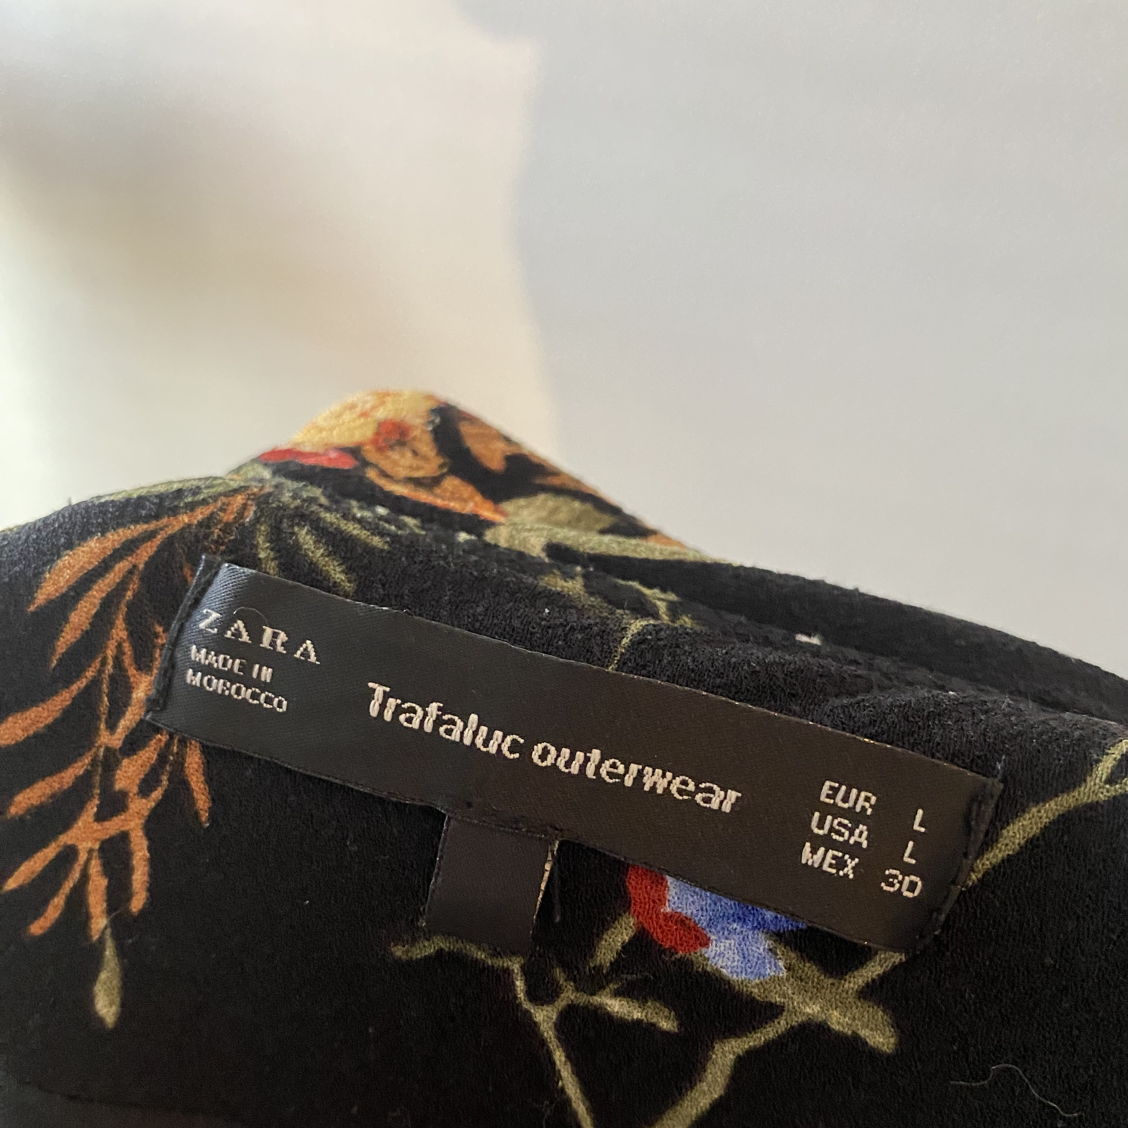 ZARA
MADE IN
MOROCCO
Trafaluc outerwear
EUR L
USA L
MEX 30